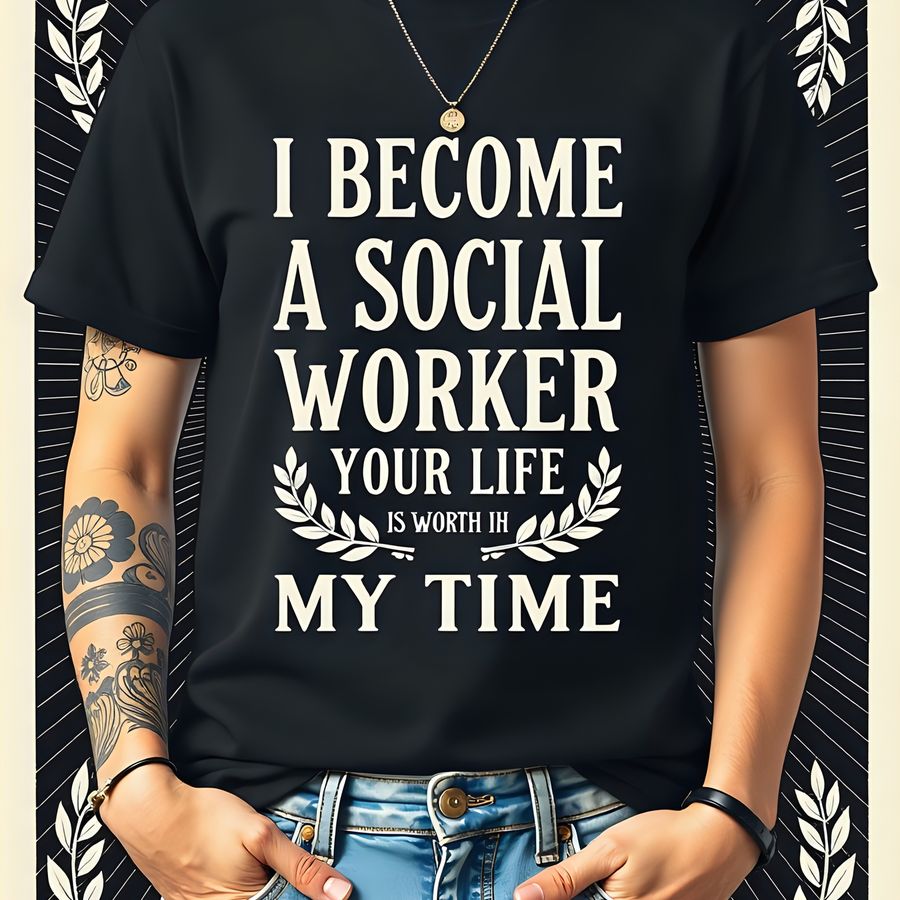 I BECOME
A SOCIAL
WORKER
YOUR LIFE
IS WORTH IH
MY TIME